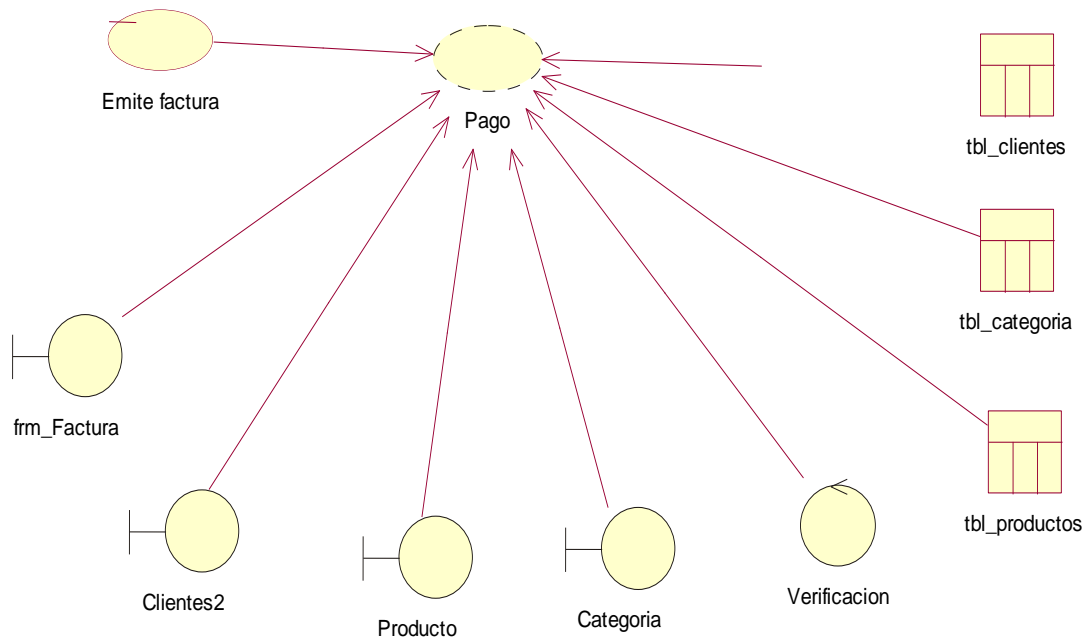 Emite factura
Pago
tbl_clientes
tbl_categoria
frm_Factura
tbl_productos
Clientes2
Producto
Categoria
Verificacion